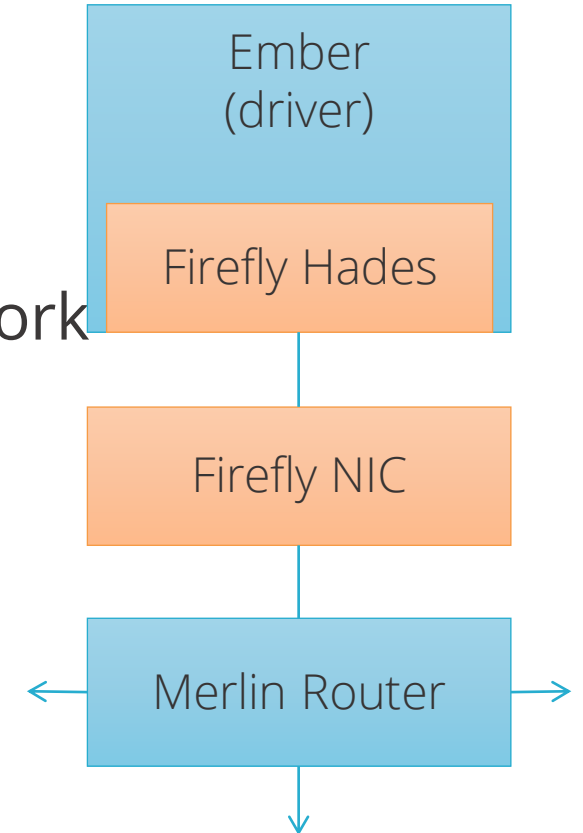 Ember
(driver)
Firefly Hades
ork
Firefly NIC
Merlin Router